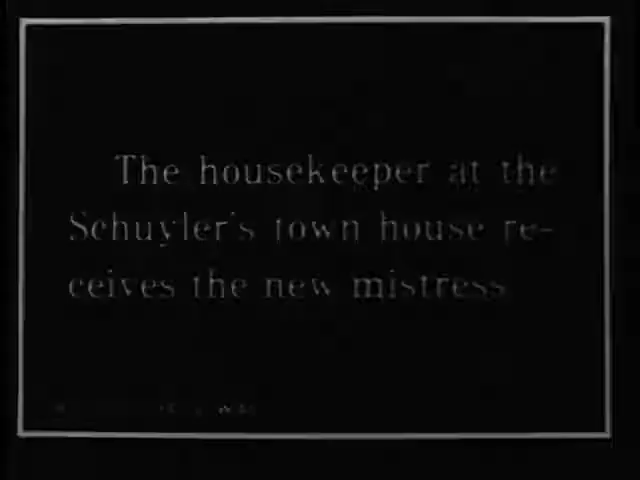 The housekeeper at the
Schuyler's town house re-
ceives the new mistress